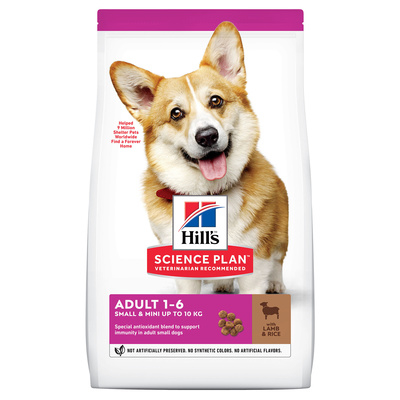 Helped
9 Million
Shelter Pets
Worldwide
Find a Forever
Home
Hill's
SCIENCE PLAN™
VETERINARIAN RECOMMENDED
ADULT 1-6
SMALL & MINI UP TO 10 KG
Special antioxidant blend to support
immunity in adult small dogs
with
LAMB
& RICE
NOT ARTIFICIALLY PRESERVED. NO SYNTHETIC COLORS. NO ARTIFICIAL FLAVORS.